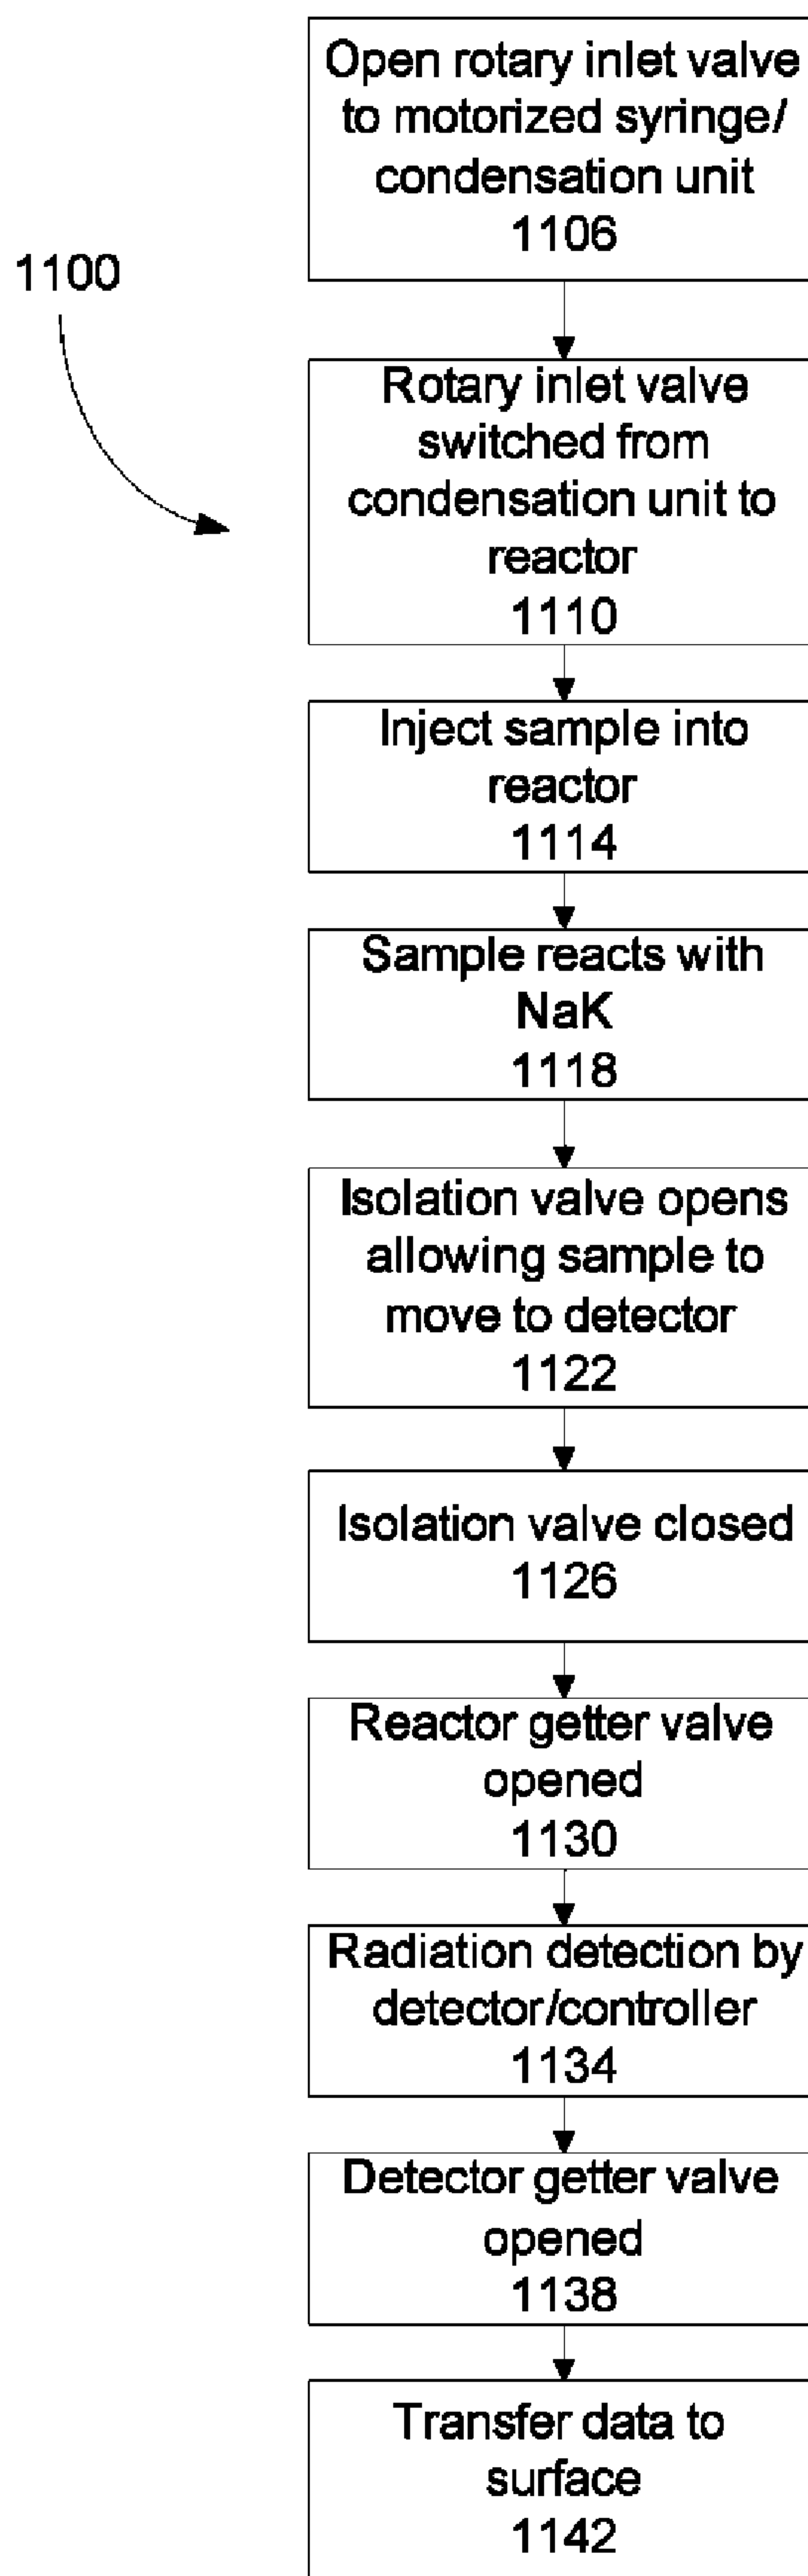 Open rotary inlet valve
to motorized syringe/
condensation unit
1106
1100
Rotary inlet valve
switched from
condensation unit to
reactor
1110
Inject sample into
reactor
1114
Sample reacts with
NaK
1118
Isolation valve opens
allowing sample to
move to detector
1122
Isolation valve closed
1126
Reactor getter valve
opened
1130
Radiation detection by
detector/controller
1134
Detector getter valve
opened
1138
Transfer data to
surface
1142